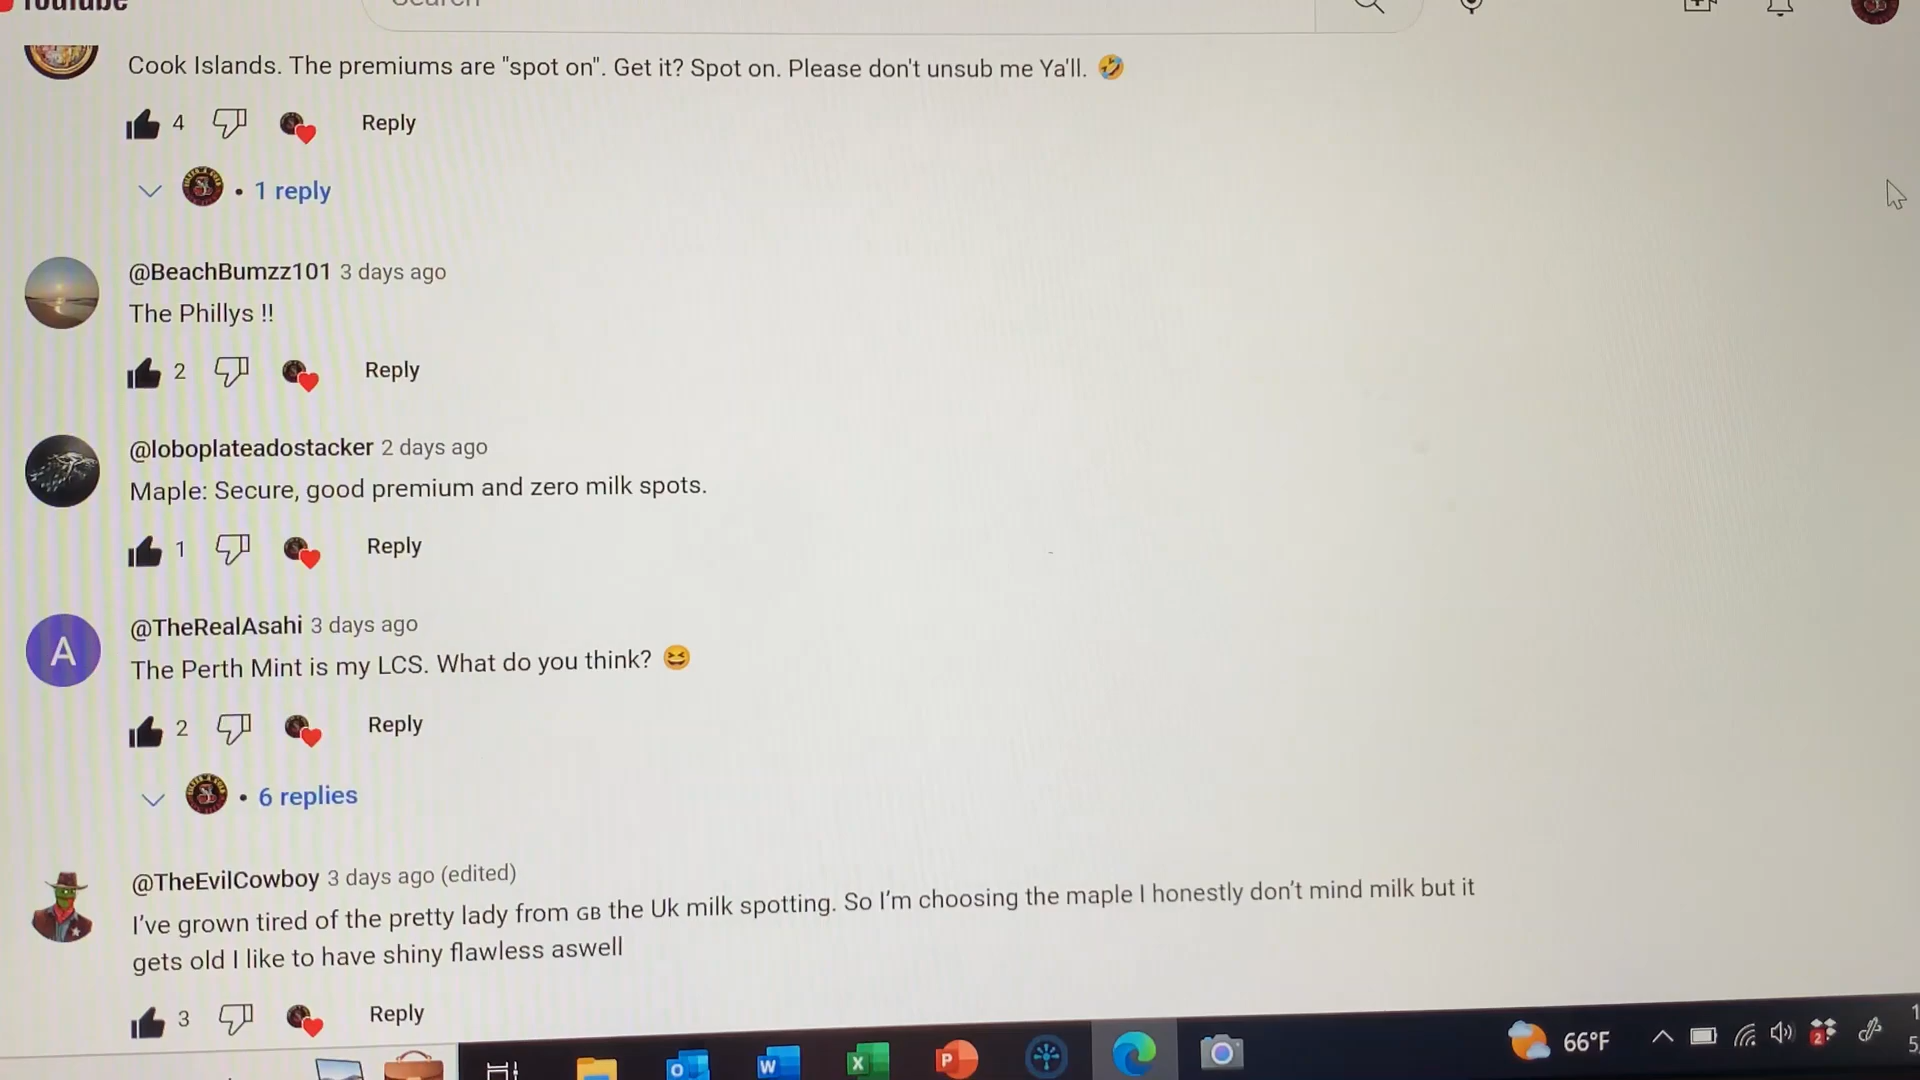 YouTube
Search
Cook Islands. The premiums are "spot on". Get it? Spot on. Please don't unsub me Ya'll. 🤣
4 Reply
• 1 reply
@BeachBumzz101 3 days ago
The Phillys !!
2 Reply
@loboplateadostacker 2 days ago
Maple: Secure, good premium and zero milk spots.
1 Reply
A
@TheRealAsahi 3 days ago
The Perth Mint is my LCS. What do you think? 😆
2 Reply
• 6 replies
@TheEvilCowboy 3 days ago (edited)
I've grown tired of the pretty lady from GB the Uk milk spotting. So I'm choosing the maple I honestly don't mind milk but it
gets old I like to have shiny flawless aswell
3 Reply
66°F